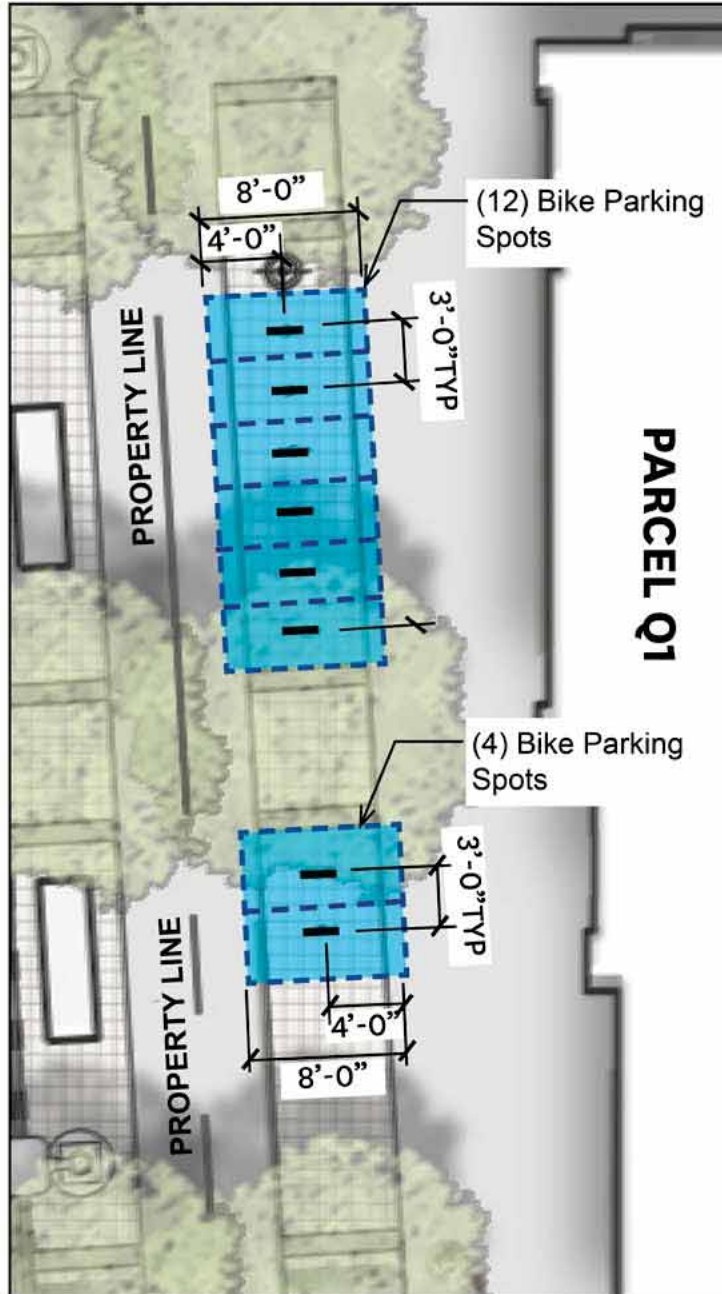 8'-0"
4'-0"
(12) Bike Parking
Spots
3'-0"TYP
PROPERTY LINE
PARCEL Q1
(4) Bike Parking
Spots
3'-0"TYP
PROPERTY LINE
4'-0"
8'-0"